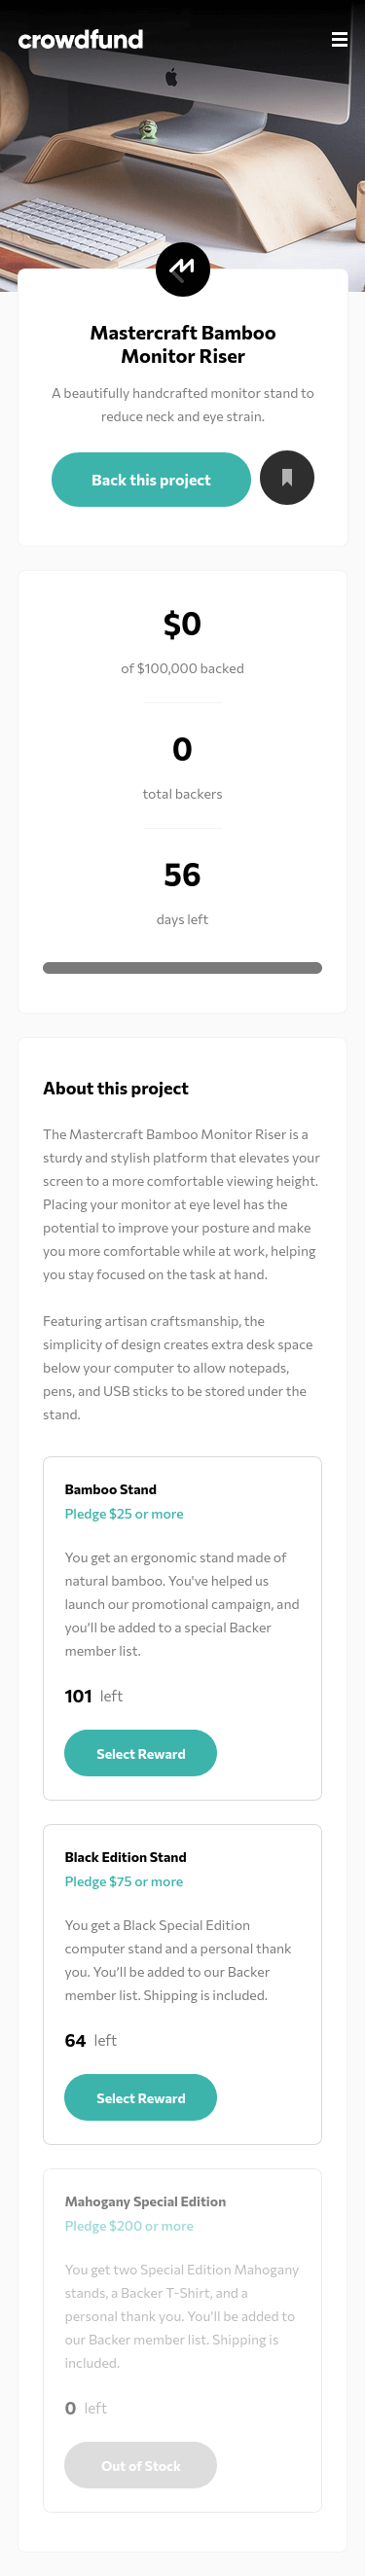 crowdfund
Mastercraft Bamboo
Monitor Riser
A beautifully handcrafted monitor stand to
reduce neck and eye strain.
Back this project
$0
of $100,000 backed
0
total backers
56
days left
About this project
The Mastercraft Bamboo Monitor Riser is a
sturdy and stylish platform that elevates your
screen to a more comfortable viewing height.
Placing your monitor at eye level has the
potential to improve your posture and make
you more comfortable while at work, helping
you stay focused on the task at hand.
Featuring artisan craftsmanship, the
simplicity of design creates extra desk space
below your computer to allow notepads,
pens, and USB sticks to be stored under the
stand.
Bamboo Stand
Pledge $25 or more
You get an ergonomic stand made of
natural bamboo. You've helped us
launch our promotional campaign, and
you'll be added to a special Backer
member list.
101 left
Select Reward
Black Edition Stand
Pledge $75 or more
You get a Black Special Edition
computer stand and a personal thank
you. You'll be added to our Backer
member list. Shipping is included.
64 left
Select Reward
Mahogany Special Edition
Pledge $200 or more
You get two Special Edition Mahogany
stands, a Backer T-Shirt, and a
personal thank you. You'll be added to
our Backer member list. Shipping is
included.
0 left
Out of Stock